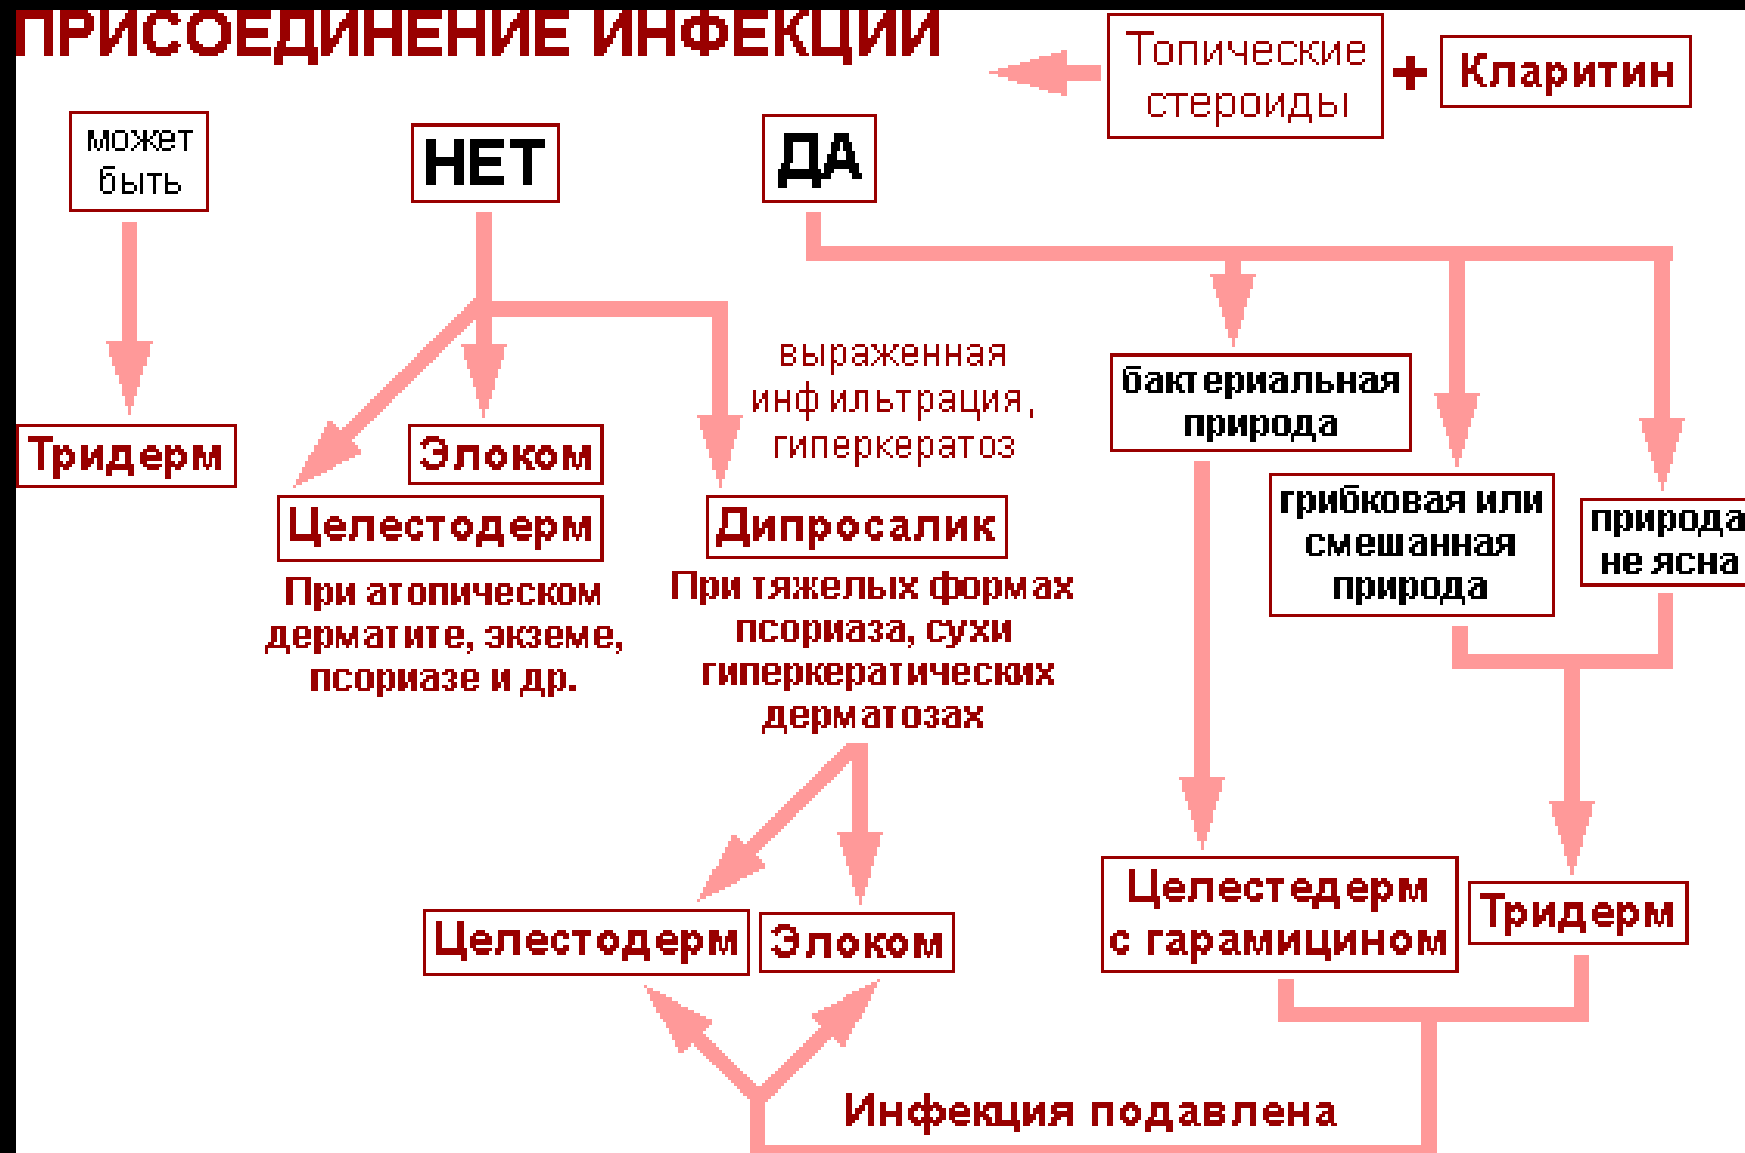 ПРИСОЕДИНЕНИЕ ИНФЕКЦИИ
Топические
стероиды
+
Кларитин
может
быть
НЕТ
ДА
Тридерм
Элоком
Целестодерм
При атопическом
дерматите, экземе,
псориазе и др.
выраженная
инфильтрация,
гиперкератоз
Дипросалик
При тяжелых формах
псориаза, сухи
гиперкератических
дерматозах
бактериальная
природа
грибковая или
смешанная
природа
природа
не ясна
Целестодерм
Элоком
Целестедерм
с гарамицином
Тридерм
Инфекция подавлена